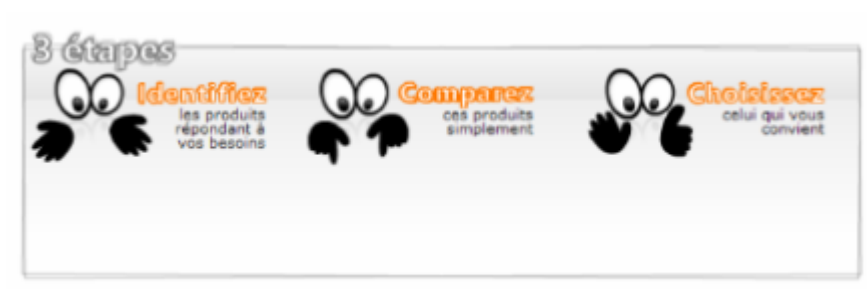 3 étapes
Identifiez
les produits
répondant à
vos besoins
Comparez
ces produits
simplement
Choisissez
celui qui vous
convient